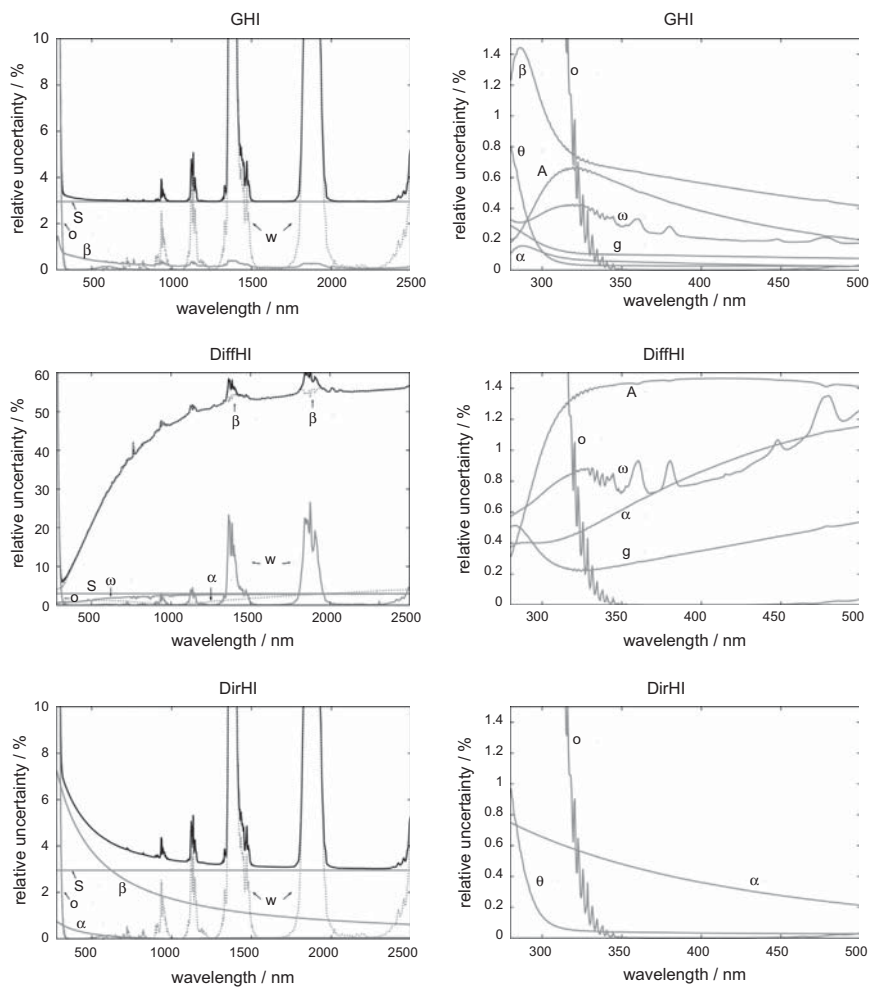 GHI
relative uncertainty / %
10
8
6
4
2
0
S
o
β
w
500 1000 1500 2000 2500
wavelength / nm
GHI
relative uncertainty / %
1.4
1.2
1
0.8
0.6
0.4
0.2
0
β
θ
A
o
ω
g
α
300 350 400 450 500
wavelength / nm
DiffHI
relative uncertainty / %
60
50
40
30
20
10
0
β β
w
S ω α
o
500 1000 1500 2000 2500
wavelength / nm
DiffHI
relative uncertainty / %
1.4
1.2
1
0.8
0.6
0.4
0.2
0
A
o
ω
α
g
300 350 400 450 500
wavelength / nm
DirHI
relative uncertainty / %
10
8
6
4
2
0
S
o
β
α
w
500 1000 1500 2000 2500
wavelength / nm
DirHI
relative uncertainty / %
1.4
1.2
1
0.8
0.6
0.4
0.2
0
o
θ
α
300 350 400 450 500
wavelength / nm